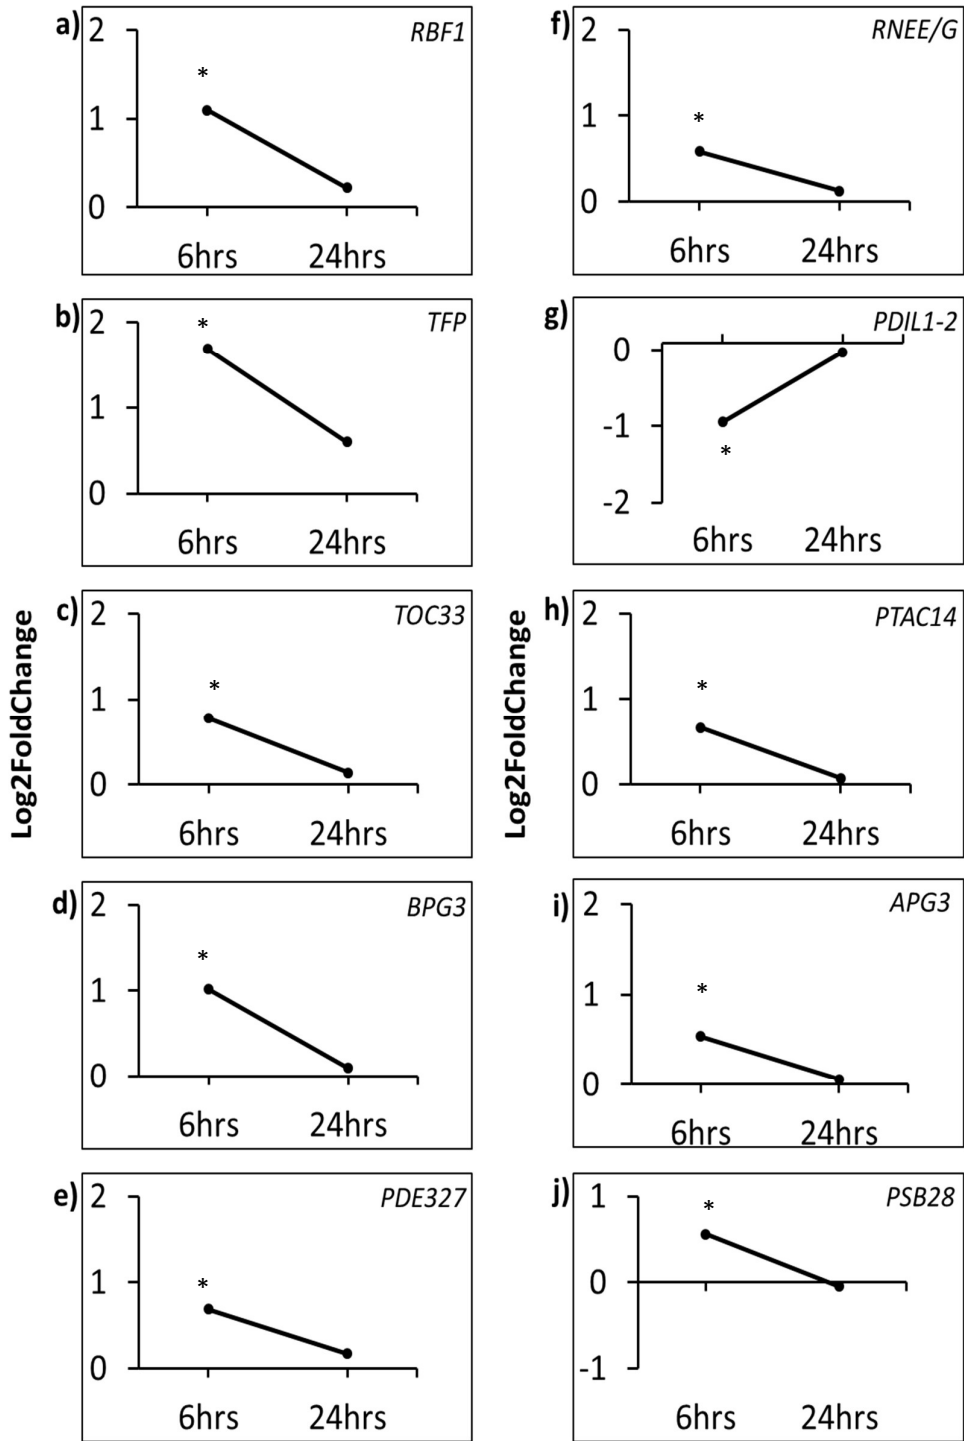 a)
RBF1
2
*
1
0
6hrs 24hrs
b)
TFP
2
*
1
0
6hrs 24hrs
c)
TOC33
2
*
1
0
6hrs 24hrs
d)
BPG3
2
*
1
0
6hrs 24hrs
e)
PDE327
2
*
1
0
6hrs 24hrs
Log2FoldChange
f)
RNEE/G
2
*
1
0
6hrs 24hrs
g)
PDIL1-2
0
-1
*
-2
6hrs 24hrs
h)
PTAC14
2
*
1
0
6hrs 24hrs
i)
APG3
2
*
1
0
6hrs 24hrs
j)
PSB28
1
*
0
-1
6hrs 24hrs
Log2FoldChange